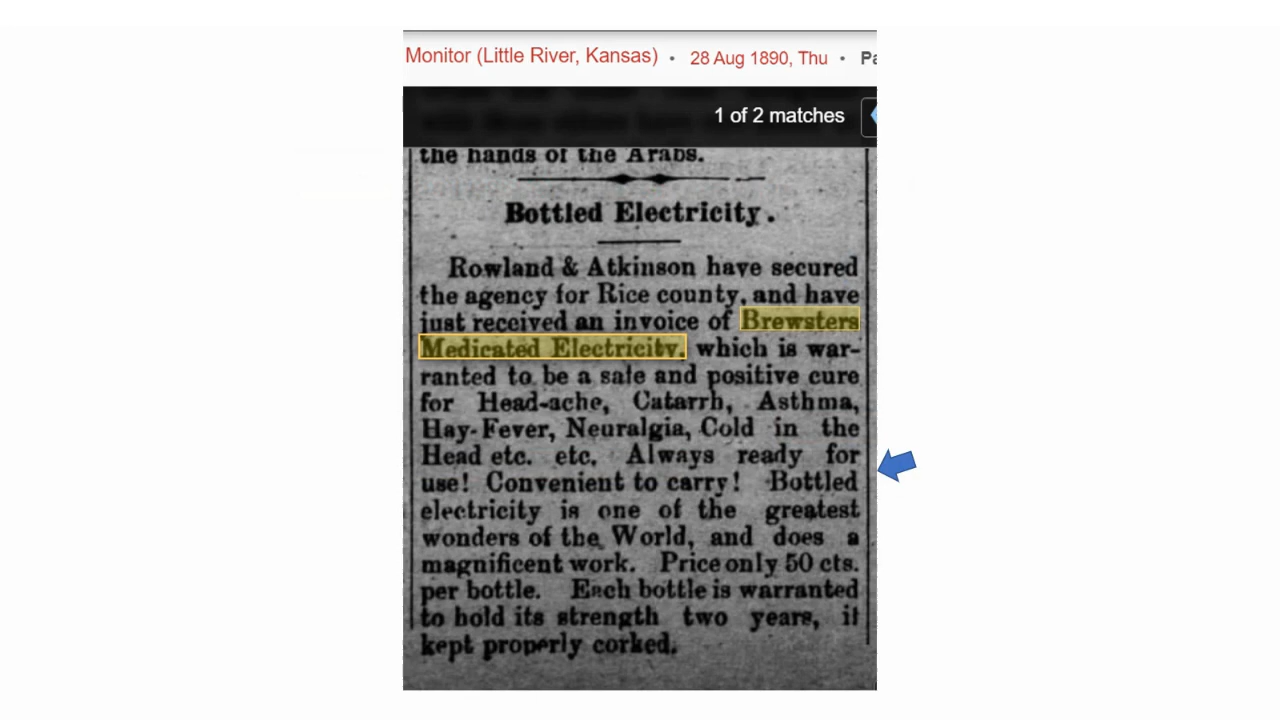 Monitor (Little River, Kansas) • 28 Aug 1890, Thu • Pa
1 of 2 matches
the hands of the Arabs.
Bottled Electricity.
Rowland & Atkinson have secured
the agency for Rice county, and have
just received an invoice of Brewsters
Medicated Electricity, which is war-
ranted to be a safe and positive cure
for Head-ache, Catarrh, Asthma,
Hay-Fever, Neuralgia, Cold in the
Head etc. etc. Always ready for
use! Convenient to carry! Bottled
electricity is one of the greatest
wonders of the World, and does a
magnificent work. Price only 50 cts.
per bottle. Each bottle is warranted
to hold its strength two years, if
kept properly corked.